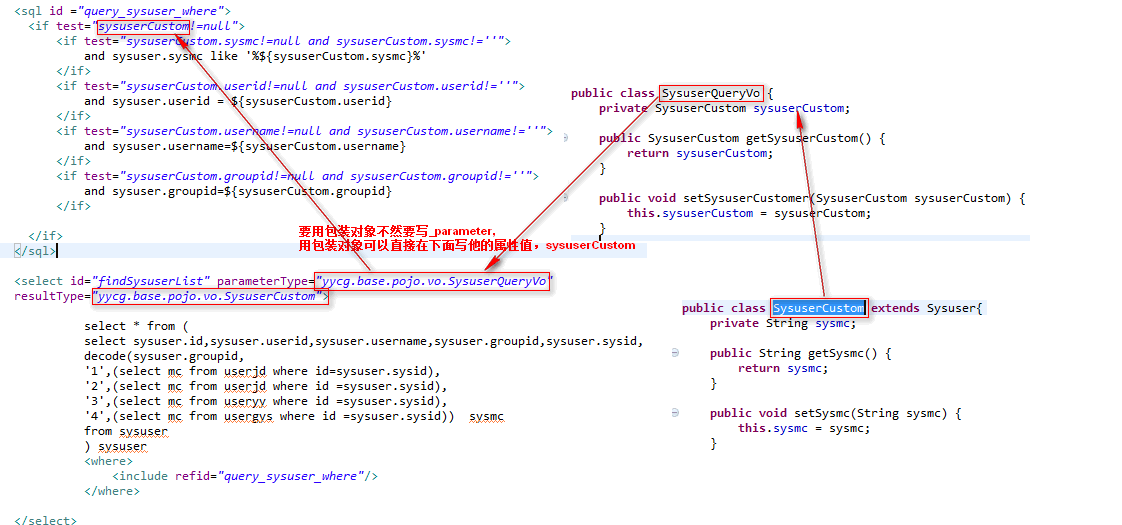 <sql id ="query_sysuser_where">
<if test="sysuserCustom!=null">
<if test="sysuserCustom.sysmc!=null and sysuserCustom.sysmc!=''">
and sysuser.sysmc like '%${sysuserCustom.sysmc}%'
</if>
<if test="sysuserCustom.userid!=null and sysuserCustom.userid!=''">
and sysuser.userid = ${sysuserCustom.userid}
</if>
<if test="sysuserCustom.username!=null and sysuserCustom.username!=''">
and sysuser.username=${sysuserCustom.username}
</if>
<if test="sysuserCustom.groupid!=null and sysuserCustom.groupid!=''">
and sysuser.groupid=${sysuserCustom.groupid}
</if>
</if>
</sql>
要用包装对象不然要写_parameter,
用包装对象可以直接在下面写他的属性值，sysuserCustom
<select id="findSysuserList" parameterType="yycg.base.pojo.vo.SysuserQueryVo"
resultType="yycg.base.pojo.vo.SysuserCustom">
select * from (
select sysuser.id,sysuser.userid,sysuser.username,sysuser.groupid,sysuser.sysid,
decode(sysuser.groupid,
'1',(select mc from userjd where id=sysuser.sysid),
'2',(select mc from userjd where id =sysuser.sysid),
'3',(select mc from useryy where id =sysuser.sysid),
'4',(select mc from usergys where id =sysuser.sysid))  sysmc
from sysuser
) sysuser
<where>
<include refid="query_sysuser_where"/>
</where>
</select>
public class SysuserQueryVo {
private SysuserCustom sysuserCustom;
public SysuserCustom getSysuserCustom() {
return sysuserCustom;
}
public void setSysuserCustomer(SysuserCustom sysuserCustom) {
this.sysuserCustom = sysuserCustom;
}
public class SysuserCustom extends Sysuser{
private String sysmc;
public String getSysmc() {
return sysmc;
}
public void setSysmc(String sysmc) {
this.sysmc = sysmc;
}